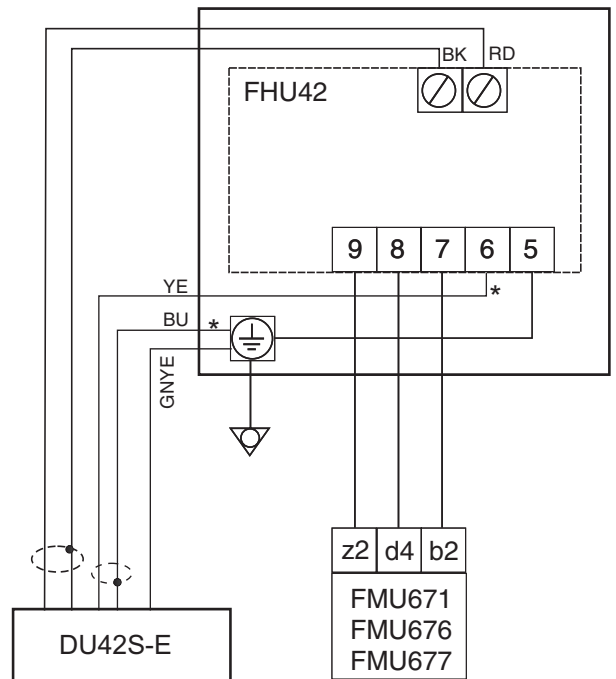 BK RD
FHU42
9 8 7 6 5
YE *
BU *
GNYE
z2 d4 b2
FMU671
FMU676
FMU677
DU42S-E